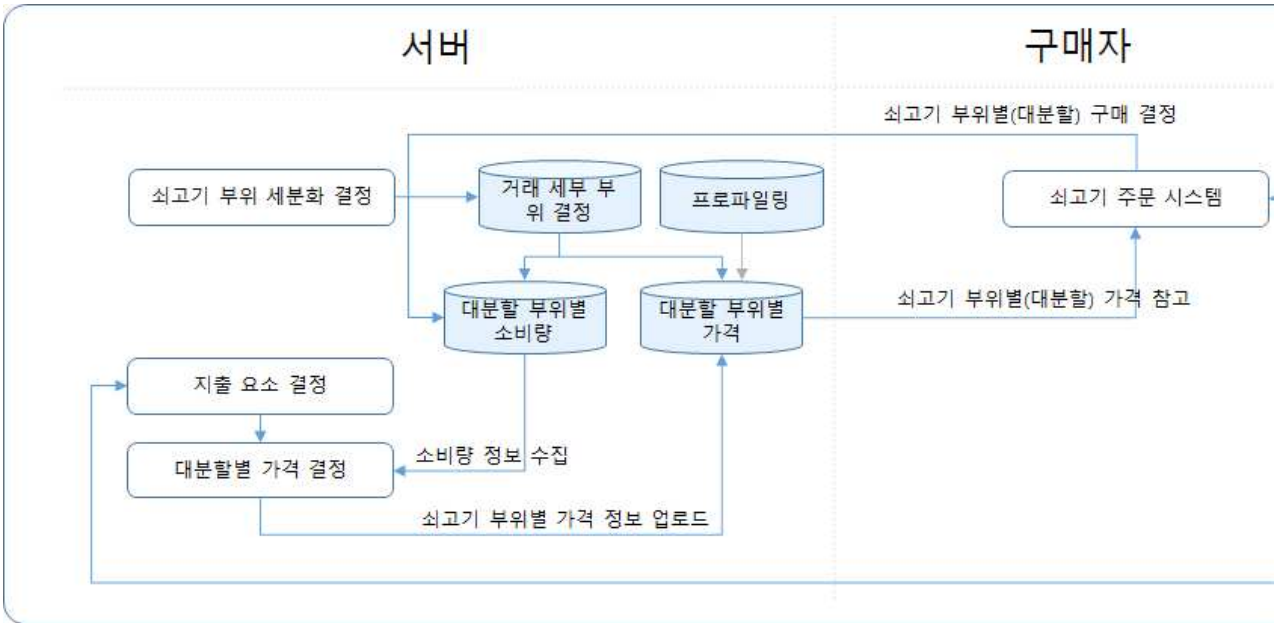 서버
구매자
쇠고기 부위별(대분할) 구매 결정
쇠고기 부위 세분화 결정
거래 세부 부
위 결정
프로파일링
쇠고기 주문 시스템
대분할 부위별
소비량
대분할 부위별
가격
쇠고기 부위별(대분할) 가격 참고
지출 요소 결정
소비량 정보 수집
대분할별 가격 결정
쇠고기 부위별 가격 정보 업로드